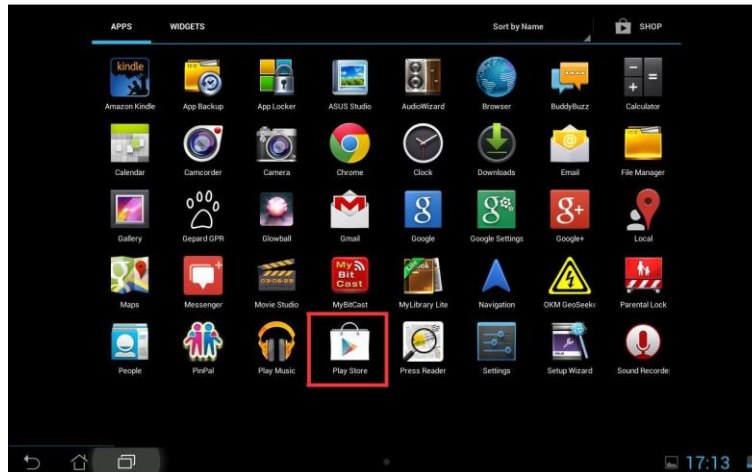 APPS WIDGETS Sort by Name SHOP
kindle
Amazon Kindle App Backup App Locker ASUS Studio AudioWizard Browser BuddyBuzz Calculator
Calendar Camcorder Camera Chrome Clock Downloads Email File Manager
g g g+
Gallery Gepard GPR Glowball Gmail Google Google Settings Google+ Local
My Bit Cast
Maps Messenger Movie Studio MyBitCast MyLibrary Lite Navigation OKM GeoSeeke Parental Lock
People PinPal Play Music Play Store Press Reader Settings Setup Wizard Sound Recorde
17:13